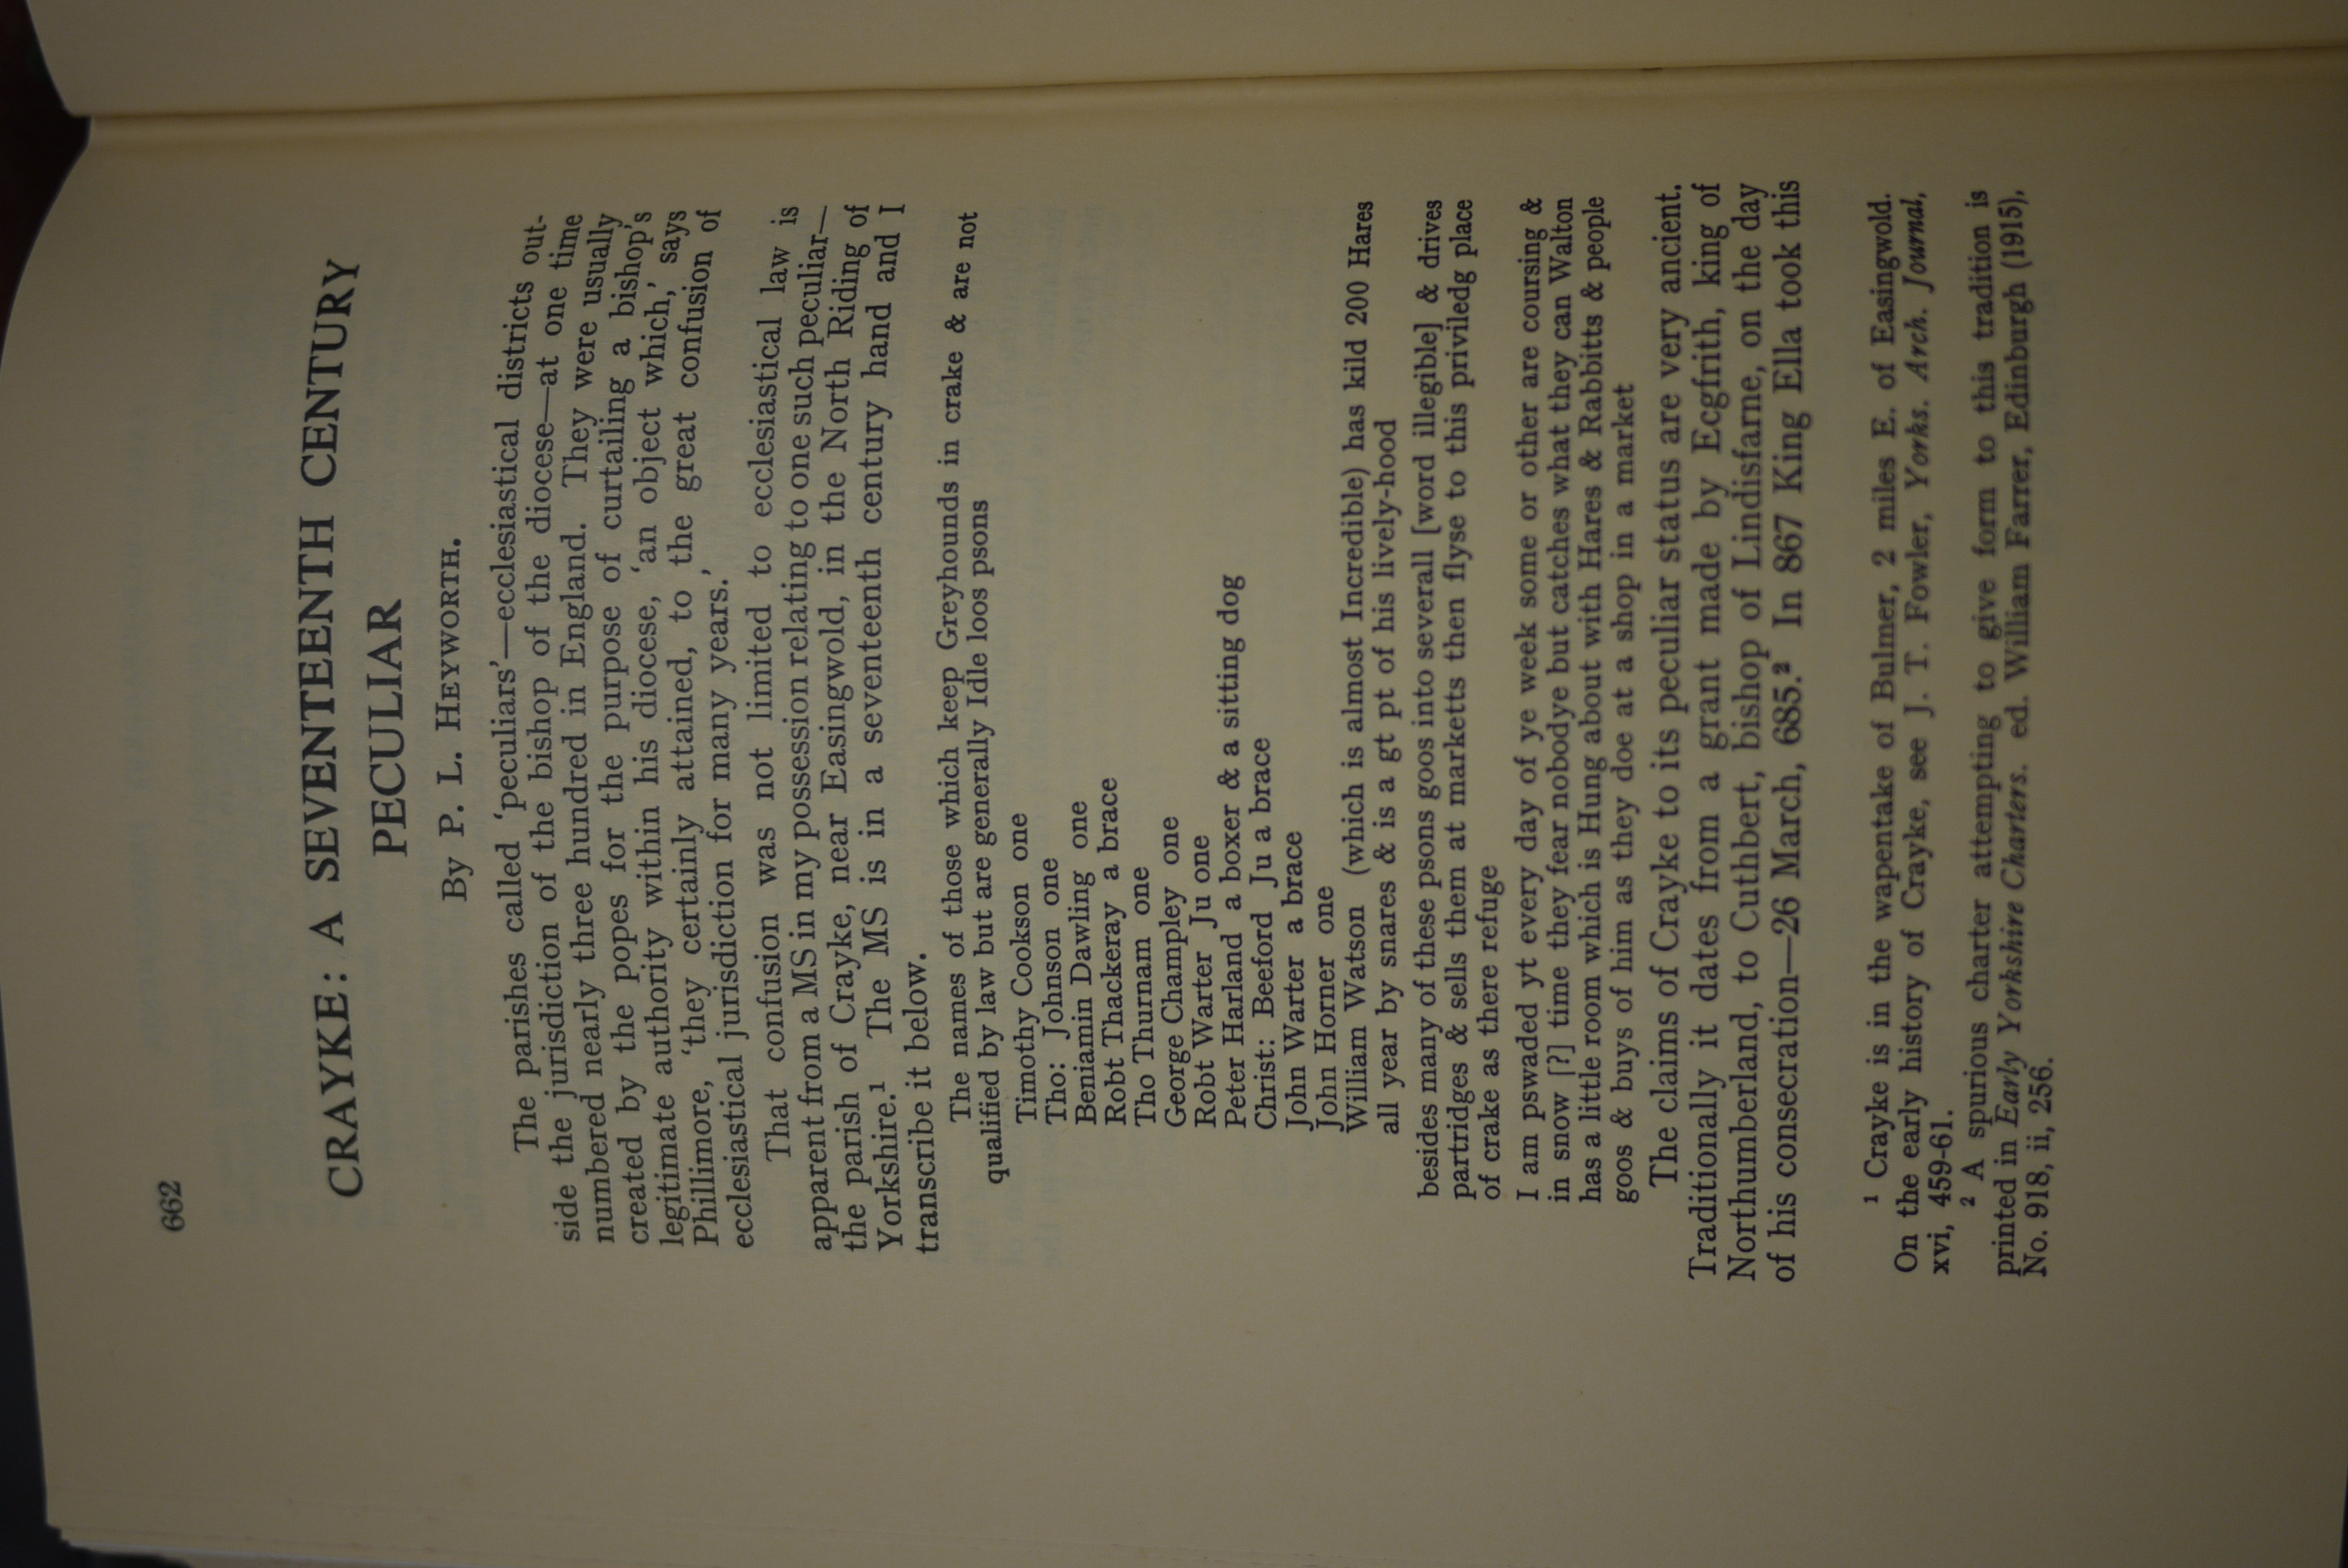 662
CRAYKE: A SEVENTEENTH CENTURY
PECULIAR
By P. L. HEYWORTH.
The parishes called 'peculiars'—ecclesiastical districts out-
side the jurisdiction of the bishop of the diocese—at one time
numbered nearly three hundred in England. They were usually
created by the popes for the purpose of curtailing a bishop's
legitimate authority within his diocese, 'an object which,' says
Phillimore, 'they certainly attained, to the great confusion of
ecclesiastical jurisdiction for many years.'
That confusion was not limited to ecclesiastical law is
apparent from a MS in my possession relating to one such peculiar—
the parish of Crayke, near Easingwold, in the North Riding of
Yorkshire.¹ The MS is in a seventeenth century hand and I
transcribe it below.
The names of those which keep Greyhounds in crake & are not
qualified by law but are generally Idle loos psons
Timothy Cookson one
Tho: Johnson one
Beniamin Dawling one
Robt Thackeray a brace
Tho Thurnam one
George Champley one
Robt Warter Ju one
Peter Harland a boxer & a sitting dog
Christ: Beeford Ju a brace
John Warter a brace
John Horner one
William Watson (which is almost Incredible) has kild 200 Hares
all year by snares & is a gt pt of his lively-hood
besides many of these psons goos into severall [word illegible] & drives
partridges & sells them at marketts then flyse to this priviledg place
of crake as there refuge
I am pswaded yt every day of ye week some or other are coursing &
in snow [?] time they fear nobodye but catches what they can Walton
has a little room which is Hung about with Hares & Rabbitts & people
goos & buys of him as they doe at a shop in a market
The claims of Crayke to its peculiar status are very ancient.
Traditionally it dates from a grant made by Ecgfrith, king of
Northumberland, to Cuthbert, bishop of Lindisfarne, on the day
of his consecration—26 March, 685.² In 867 King Ella took this
¹ Crayke is in the wapentake of Bulmer, 2 miles E. of Easingwold.
On the early history of Crayke, see J. T. Fowler, Yorks. Arch. Journal,
xvi, 459-61.
² A spurious charter attempting to give form to this tradition is
printed in Early Yorkshire Charters. ed. William Farrer, Edinburgh (1915),
No. 918, ii, 256.